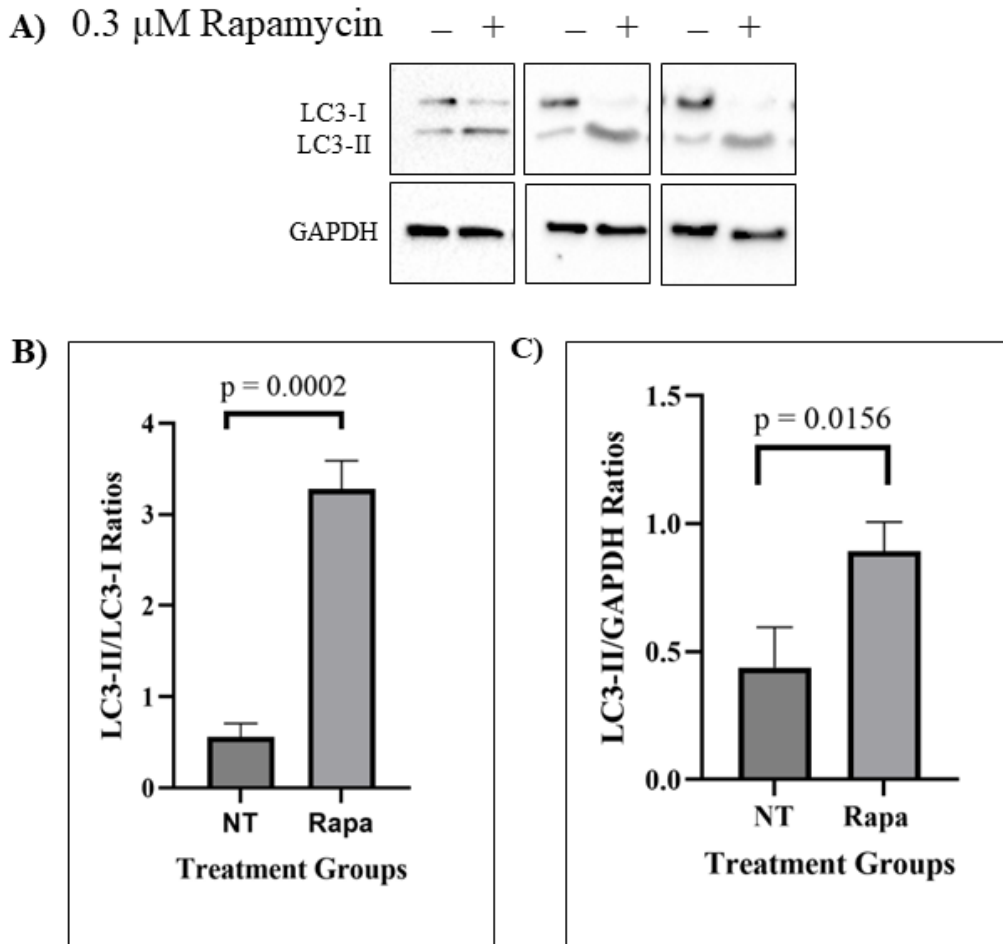 A) 0.3 μM Rapamycin – + – + – +
LC3-I
LC3-II
GAPDH
B)
p = 0.0002
4
3
2
1
0
LC3-II/LC3-I Ratios
NT Rapa
Treatment Groups
C)
p = 0.0156
1.5
1.0
0.5
0.0
LC3-II/GAPDH Ratios
NT Rapa
Treatment Groups